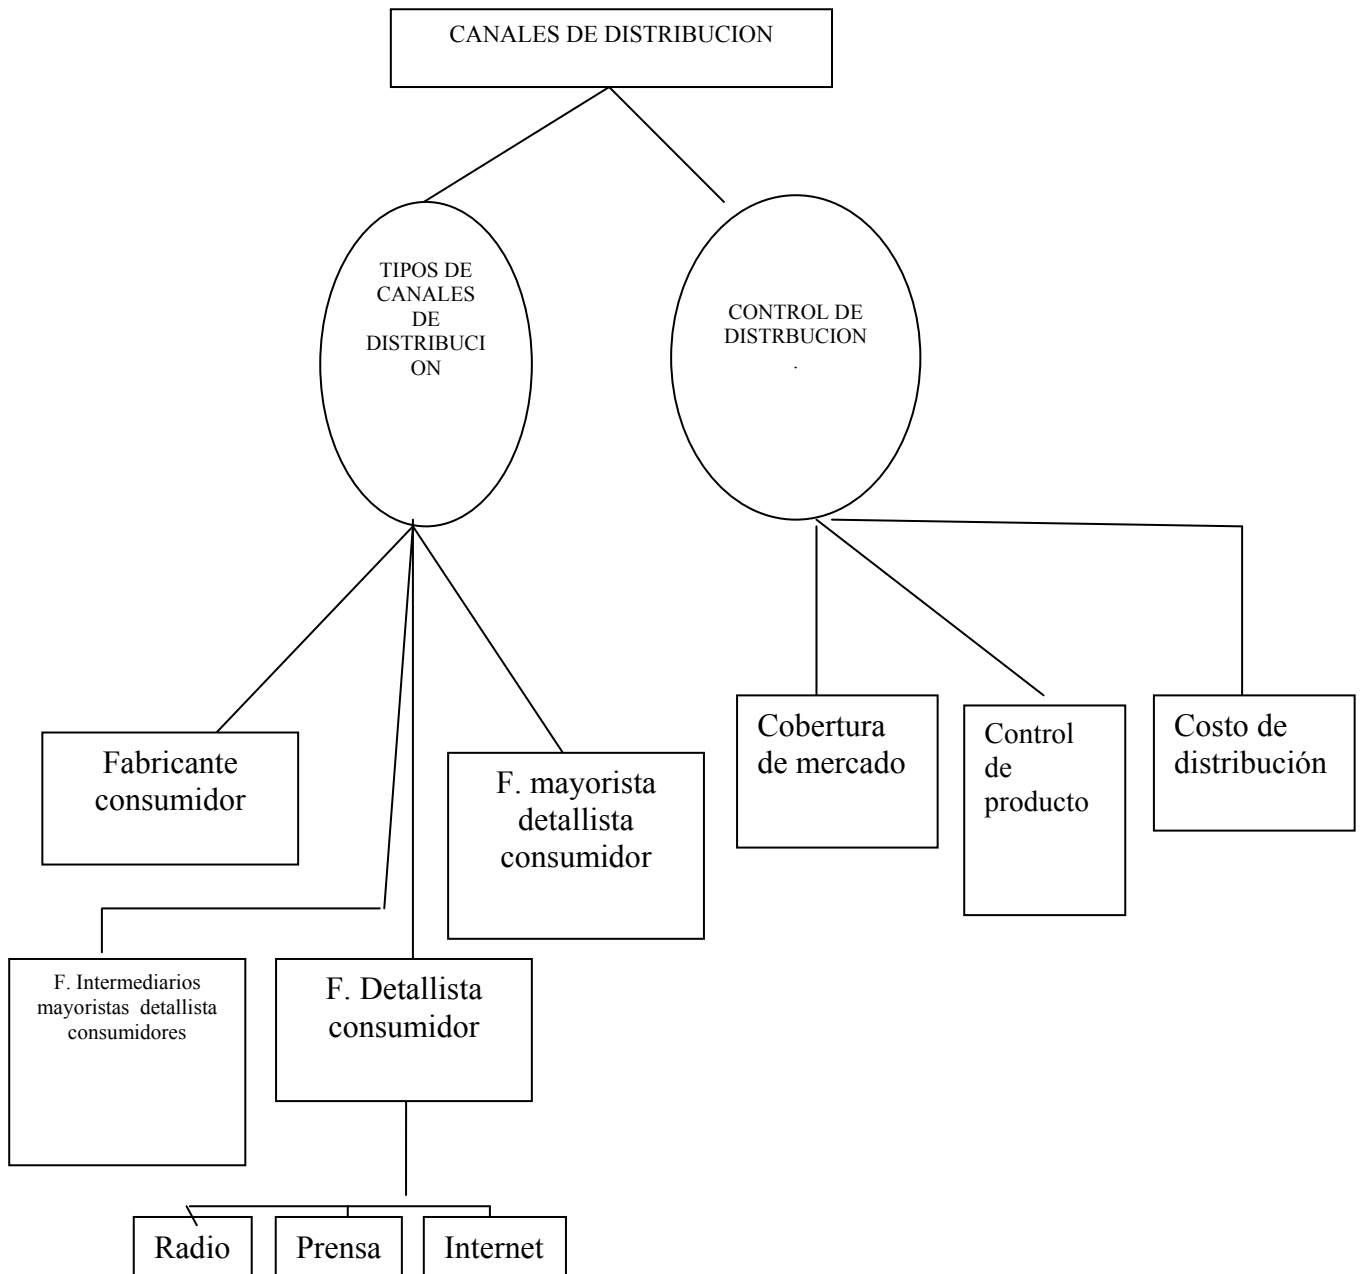 CANALES DE DISTRIBUCION
TIPOS DE
CANALES
DE
DISTRIBUCI
ON
CONTROL DE
DISTRBUCION
.
Fabricante
consumidor
F. mayorista
detallista
consumidor
Cobertura
de mercado
Control
de
producto
Costo de
distribución
F. Intermediarios
mayoristas detallista
consumidores
F. Detallista
consumidor
Radio
Prensa
Internet